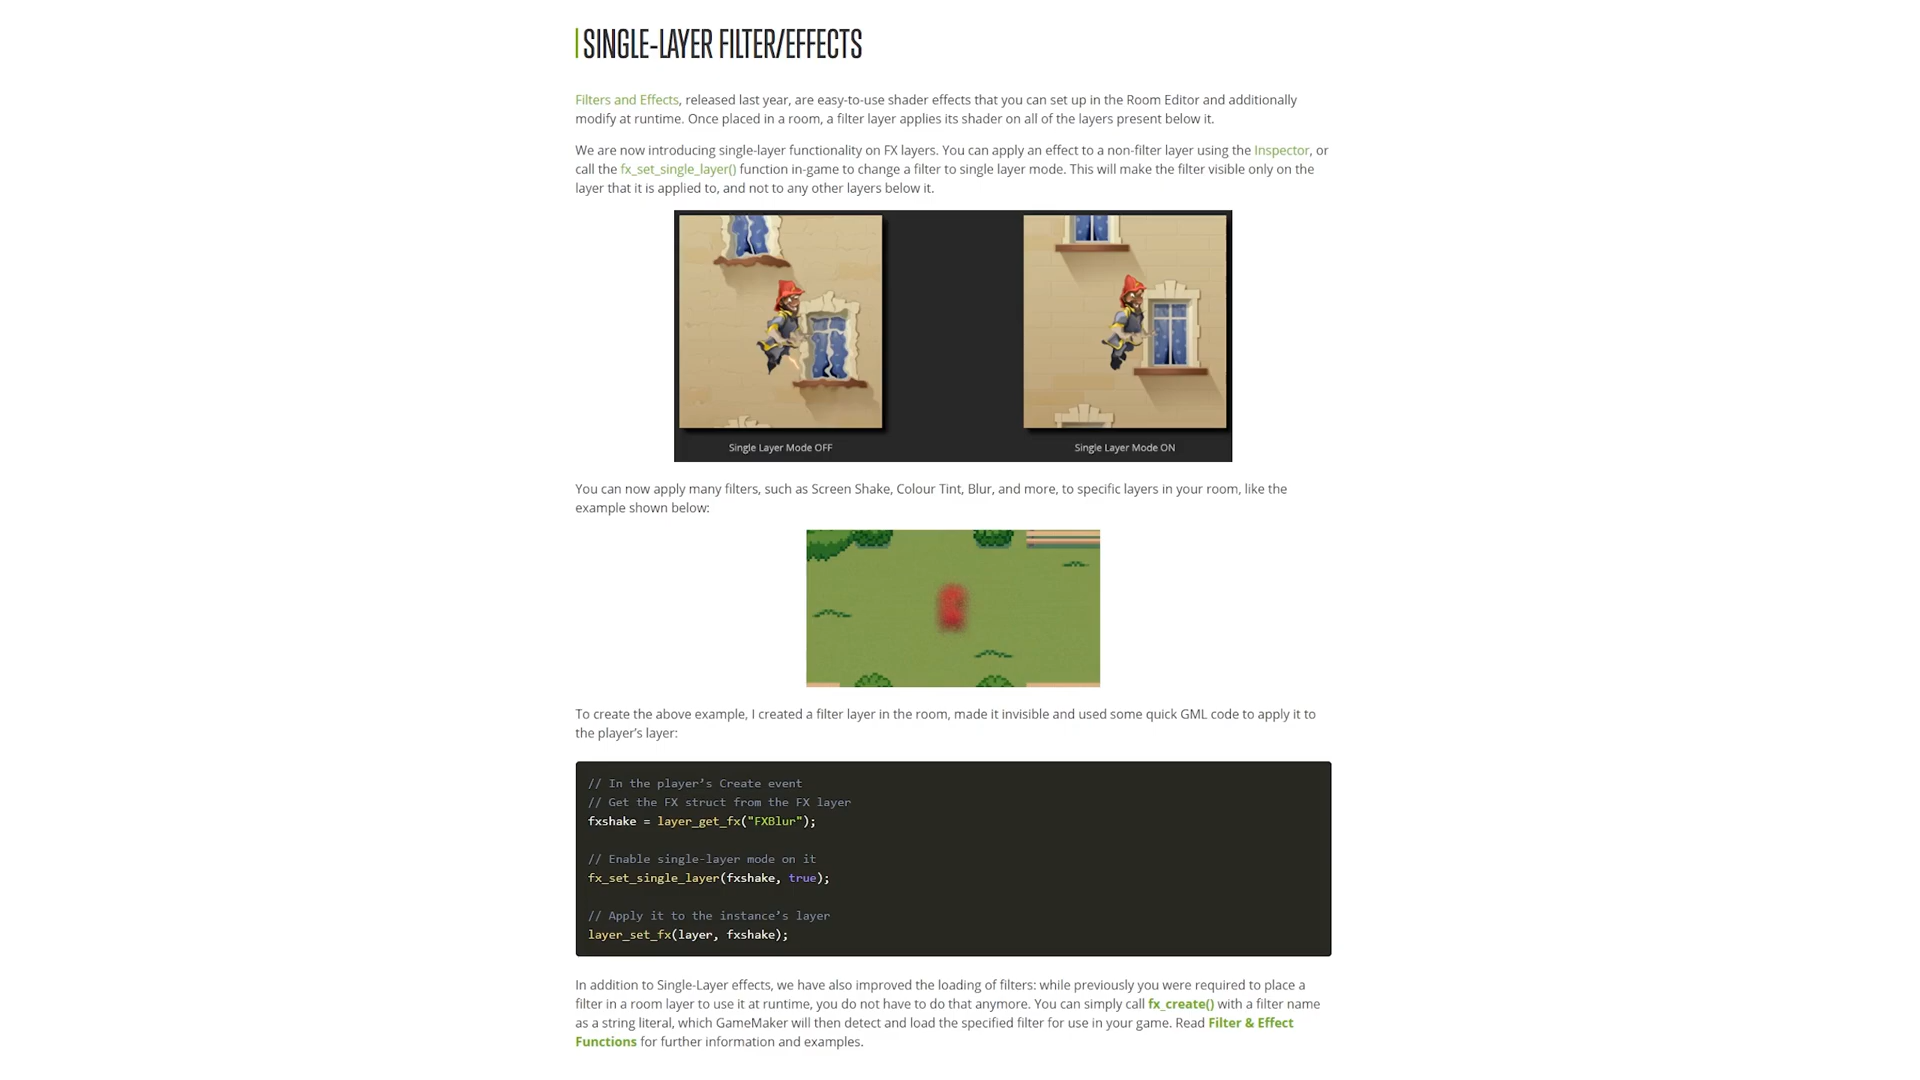 SINGLE-LAYER FILTER/EFFECTS
Filters and Effects, released last year, are easy-to-use shader effects that you can set up in the Room Editor and additionally
modify at runtime. Once placed in a room, a filter layer applies its shader on all of the layers present below it.
We are now introducing single-layer functionality on FX layers. You can apply an effect to a non-filter layer using the Inspector, or
call the fx_set_single_layer() function in-game to change a filter to single layer mode. This will make the filter visible only on the
layer that it is applied to, and not to any other layers below it.
Single Layer Mode OFF
Single Layer Mode ON
You can now apply many filters, such as Screen Shake, Colour Tint, Blur, and more, to specific layers in your room, like the
example shown below:
To create the above example, I created a filter layer in the room, made it invisible and used some quick GML code to apply it to
the player’s layer:
// In the player’s Create event
// Get the FX struct from the FX layer
fxshake = layer_get_fx("FXBlur");
// Enable single-layer mode on it
fx_set_single_layer(fxshake, true);
// Apply it to the instance’s layer
layer_set_fx(layer, fxshake);
In addition to Single-Layer effects, we have also improved the loading of filters: while previously you were required to place a
filter in a room layer to use it at runtime, you do not have to do that anymore. You can simply call fx_create() with a filter name
as a string literal, which GameMaker will then detect and load the specified filter for use in your game. Read Filter & Effect
Functions for further information and examples.